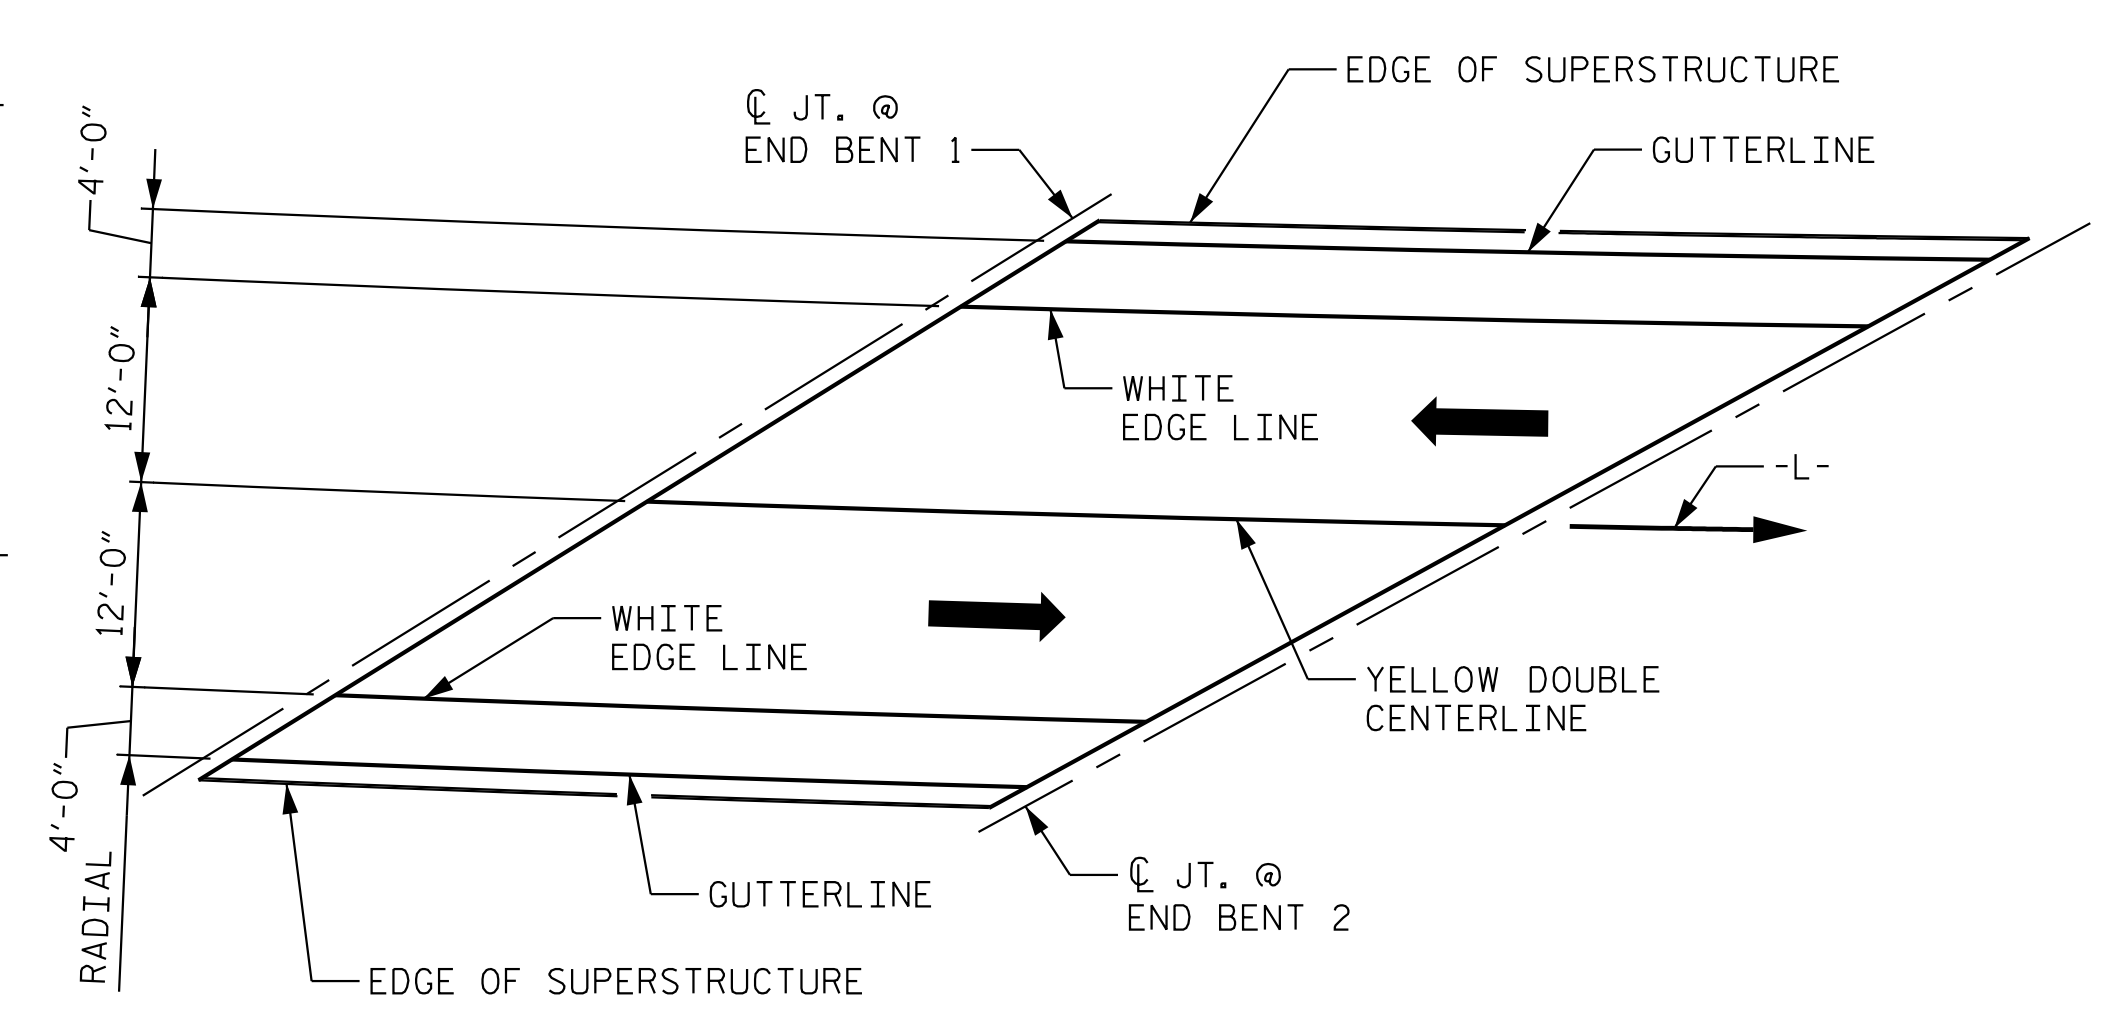 EDGE OF SUPERSTRUCTURE
℄ JT. @
END BENT 1
GUTTERLINE
4'-0"
12'-0"
WHITE
EDGE LINE
-L-
12'-0"
WHITE
EDGE LINE
YELLOW DOUBLE
CENTERLINE
4'-0"
RADIAL
℄ JT. @
END BENT 2
GUTTERLINE
EDGE OF SUPERSTRUCTURE